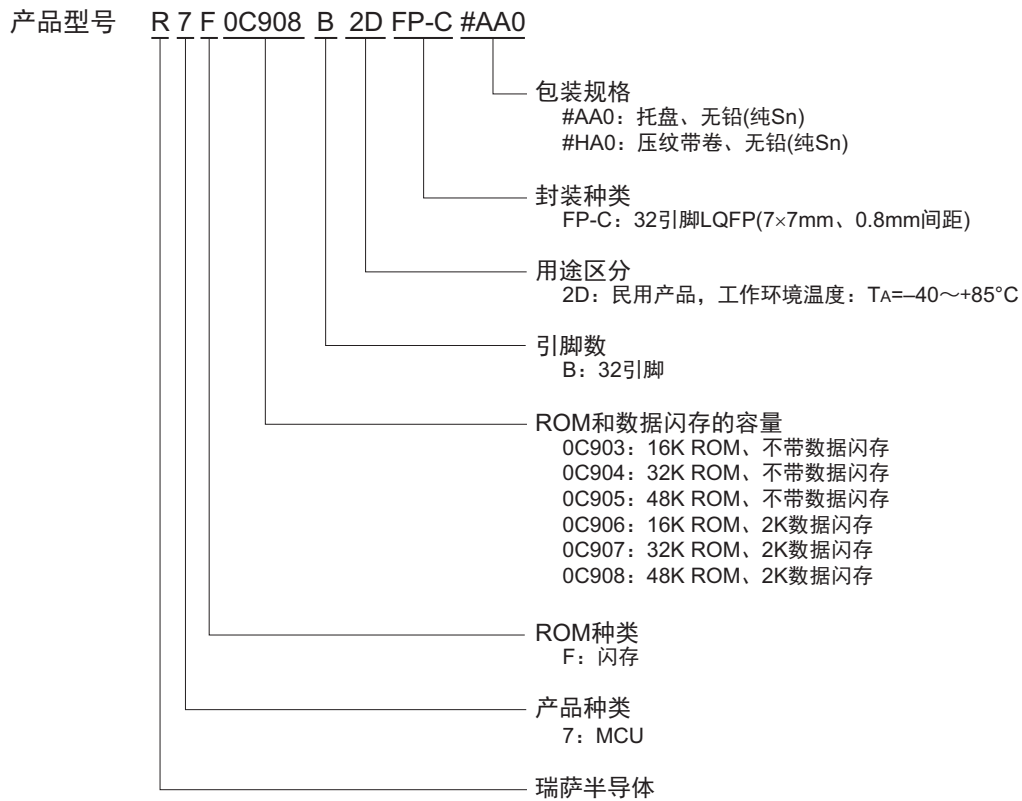 产品型号 R 7 F 0C908 B 2D FP-C #AA0
包装规格
#AA0：托盘、无铅(纯Sn)
#HA0：压纹带卷、无铅(纯Sn)
封装种类
FP-C：32引脚LQFP(7×7mm、0.8mm间距)
用途区分
2D：民用产品，工作环境温度：TA=–40～+85°C
引脚数
B：32引脚
ROM和数据闪存的容量
0C903：16K ROM、不带数据闪存
0C904：32K ROM、不带数据闪存
0C905：48K ROM、不带数据闪存
0C906：16K ROM、2K数据闪存
0C907：32K ROM、2K数据闪存
0C908：48K ROM、2K数据闪存
ROM种类
F：闪存
产品种类
7：MCU
瑞萨半导体